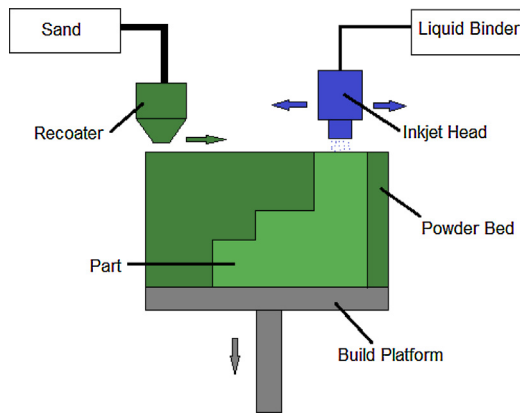 Sand
Liquid Binder
Recoater
Inkjet Head
Powder Bed
Part
Build Platform